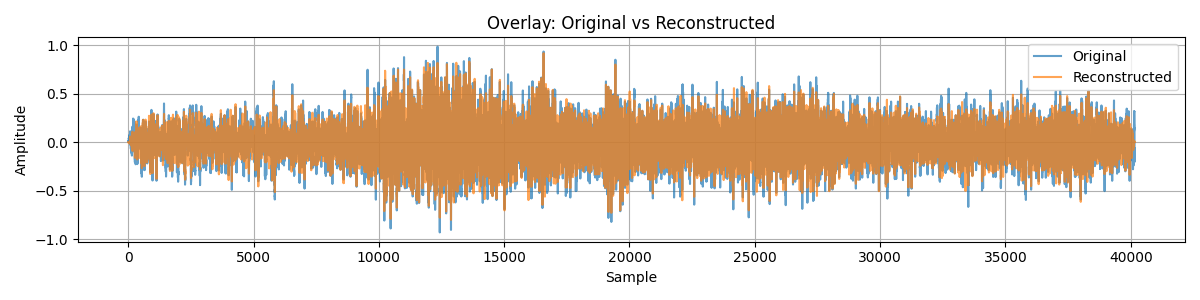 Overlay: Original vs Reconstructed
1.0
0.5
0.0
−0.5
−1.0
Amplitude
Original
Reconstructed
0 5000 10000 15000 20000 25000 30000 35000 40000
Sample